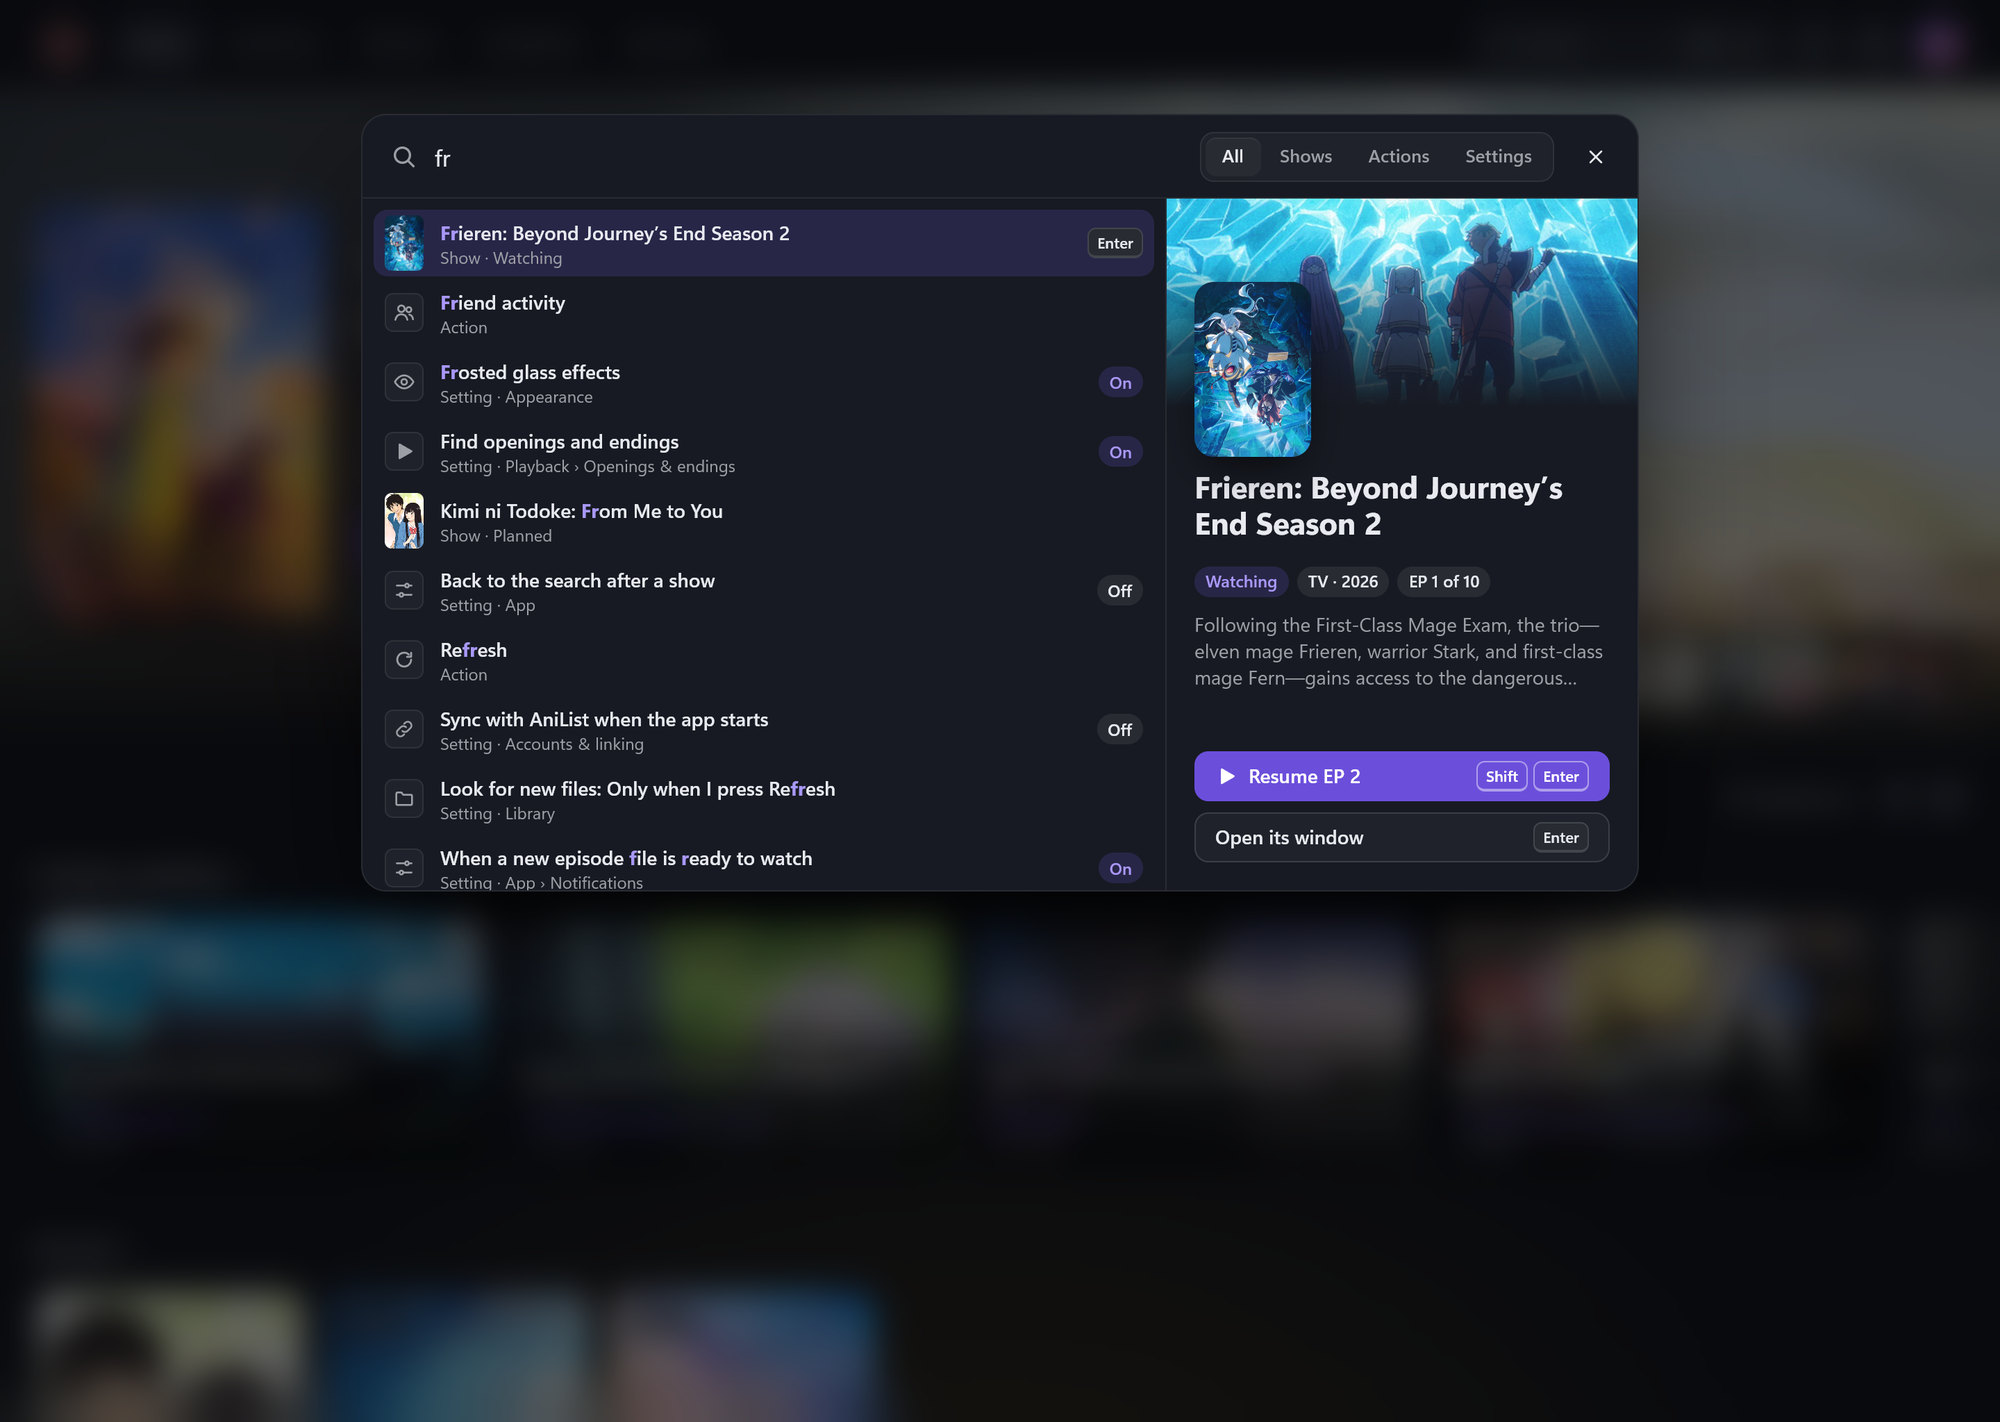 fr
All Shows Actions Settings
Frieren: Beyond Journey’s End Season 2
Show · Watching
Enter
Friend activity
Action
Frosted glass effects
Setting · Appearance
On
Find openings and endings
Setting · Playback › Openings & endings
On
Kimi ni Todoke: From Me to You
Show · Planned
Back to the search after a show
Setting · App
Off
Refresh
Action
Sync with AniList when the app starts
Setting · Accounts & linking
Off
Look for new files: Only when I press Refresh
Setting · Library
When a new episode file is ready to watch
Setting · App › Notifications
On
Frieren: Beyond Journey’s
End Season 2
Watching TV · 2026 EP 1 of 10
Following the First-Class Mage Exam, the trio—
elven mage Frieren, warrior Stark, and first-class
mage Fern—gains access to the dangerous...
Resume EP 2 Shift Enter
Open its window Enter